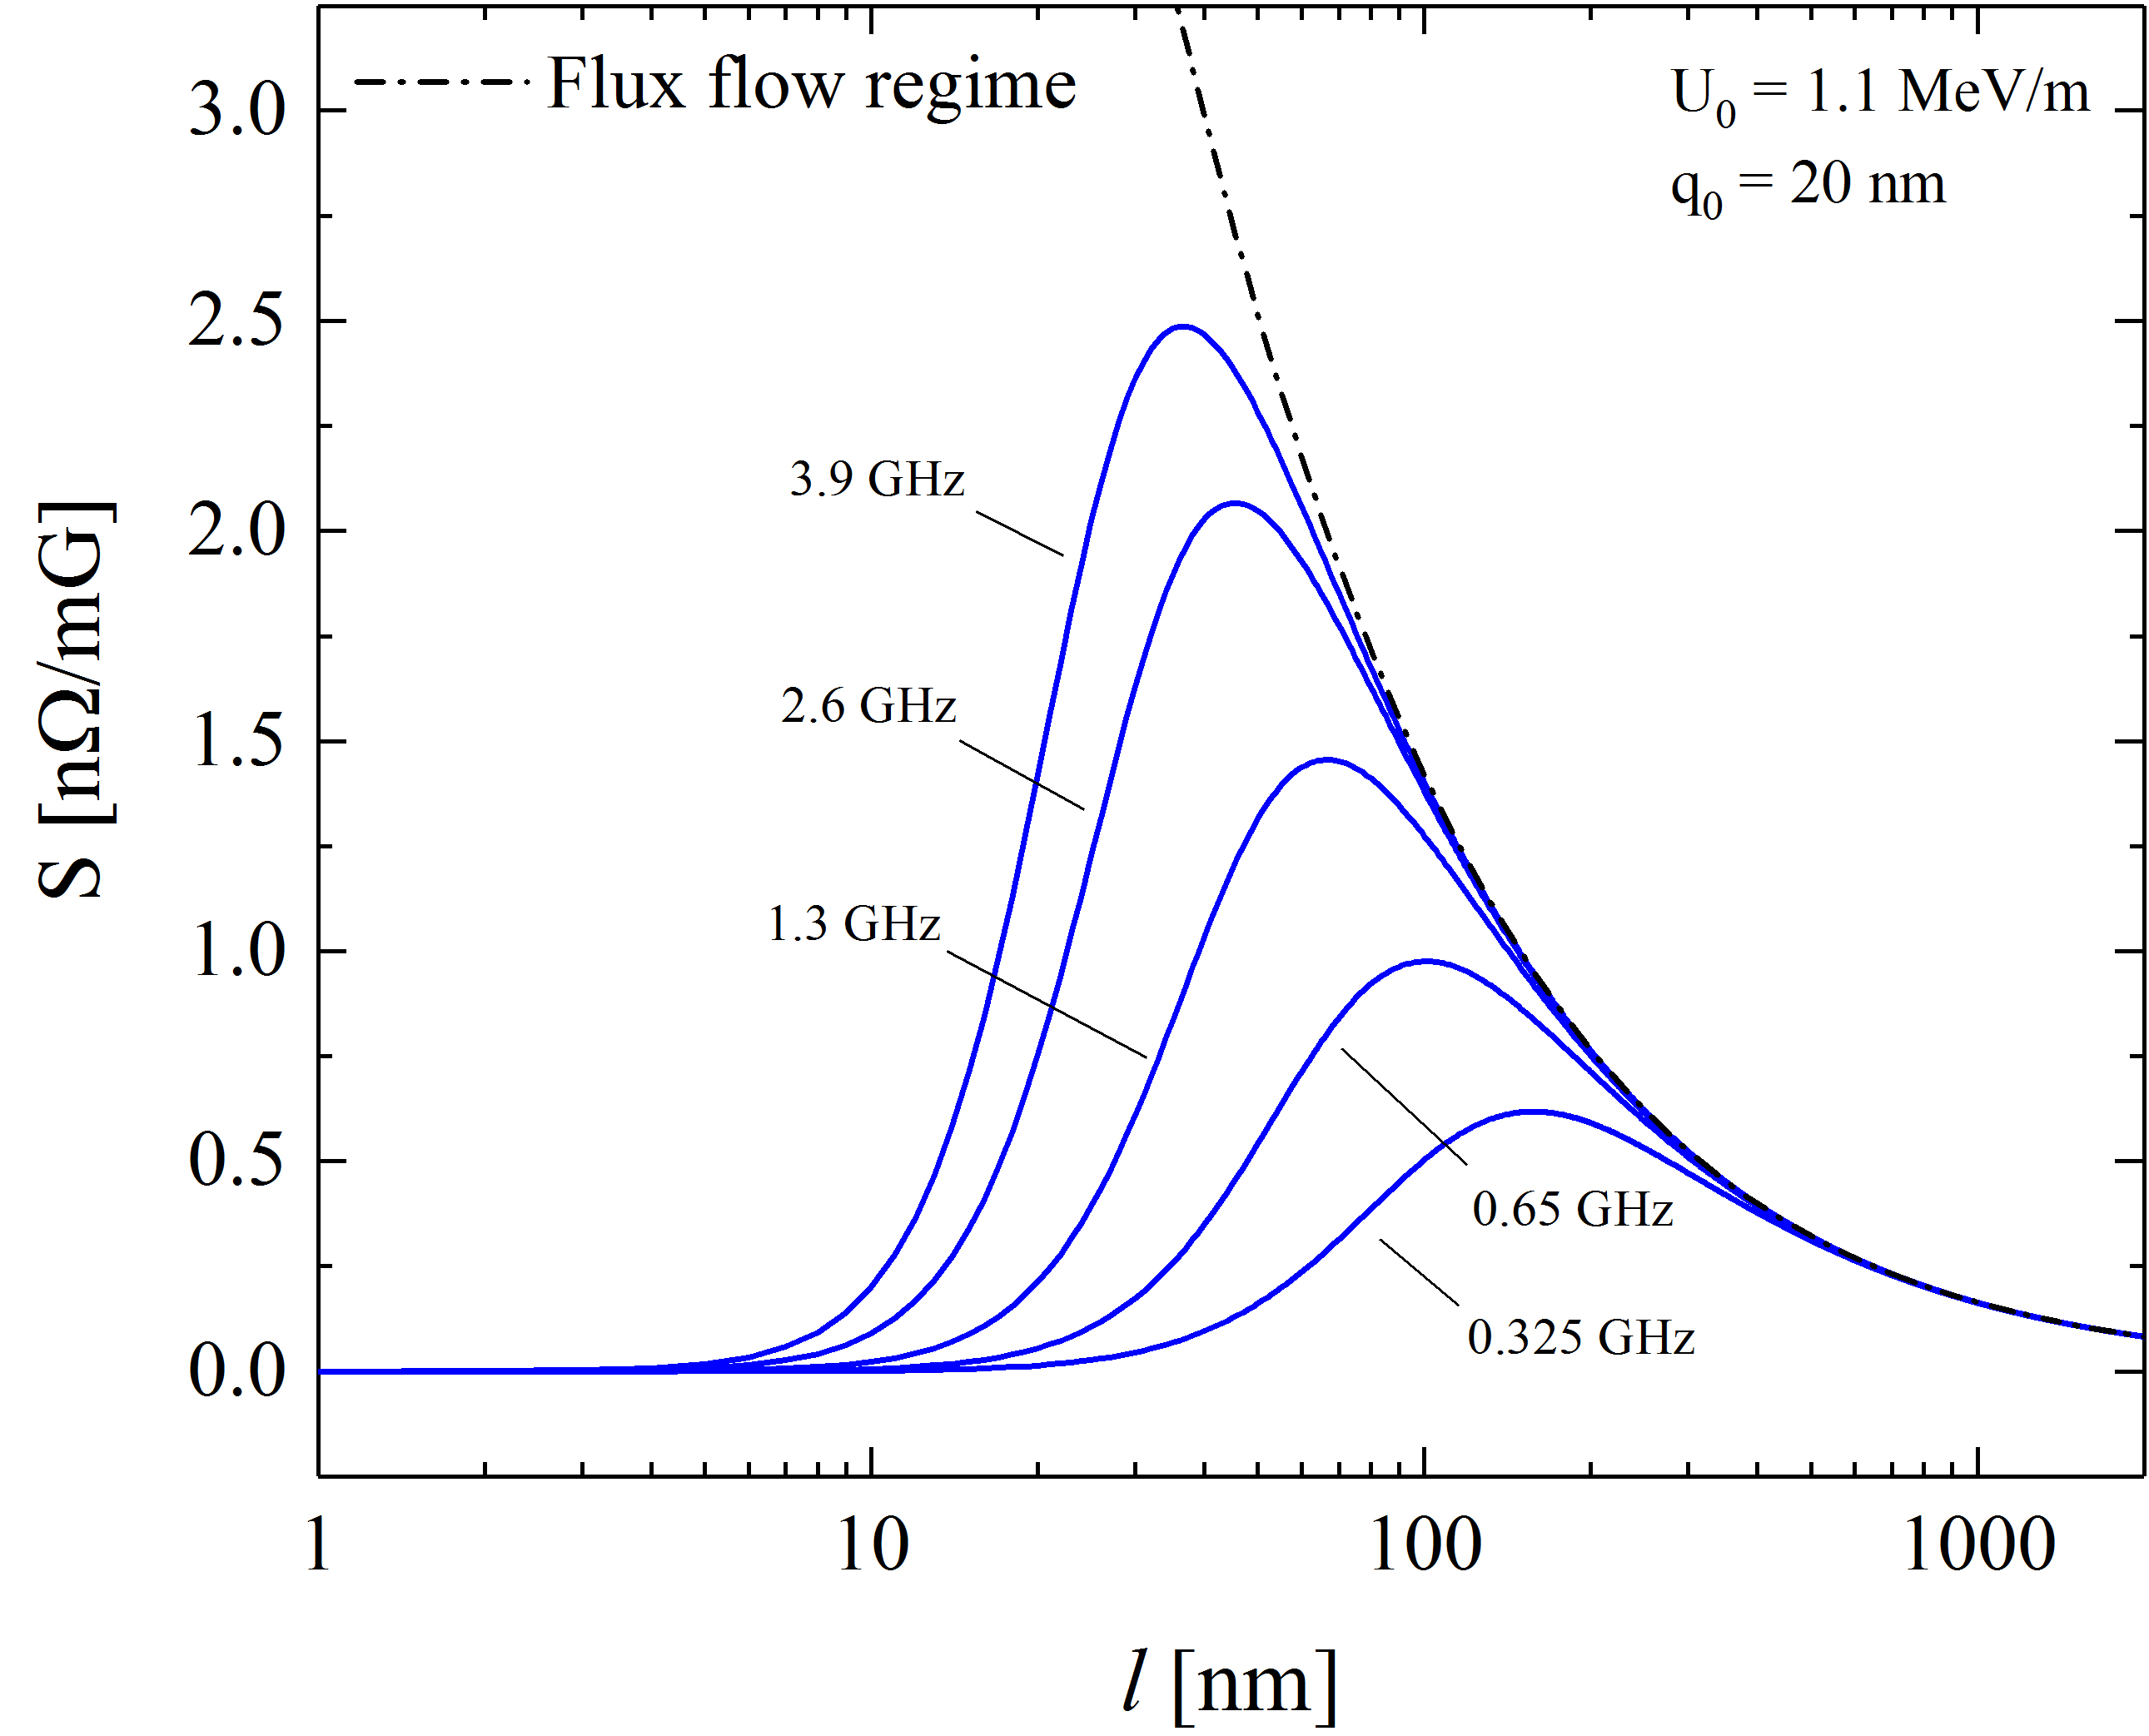 Flux flow regime
U0 = 1.1 MeV/m
q0 = 20 nm
3.0
2.5
2.0
1.5
1.0
0.5
0.0
S [nΩ/mG]
3.9 GHz
2.6 GHz
1.3 GHz
0.65 GHz
0.325 GHz
1 10 100 1000
l [nm]